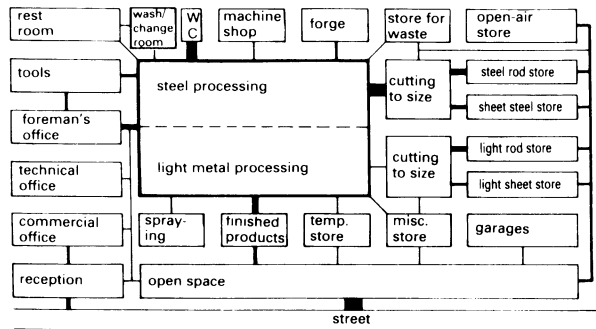 rest
room
wash/
change
room
W
C
machine
shop
forge
store for
waste
open-air
store
tools
steel processing
cutting
to size
steel rod store
sheet steel store
foreman's
office
technical
office
light metal processing
cutting
to size
light rod store
light sheet store
commercial
office
spray-
ing
finished
products
temp.
store
misc.
store
garages
reception
open space
street